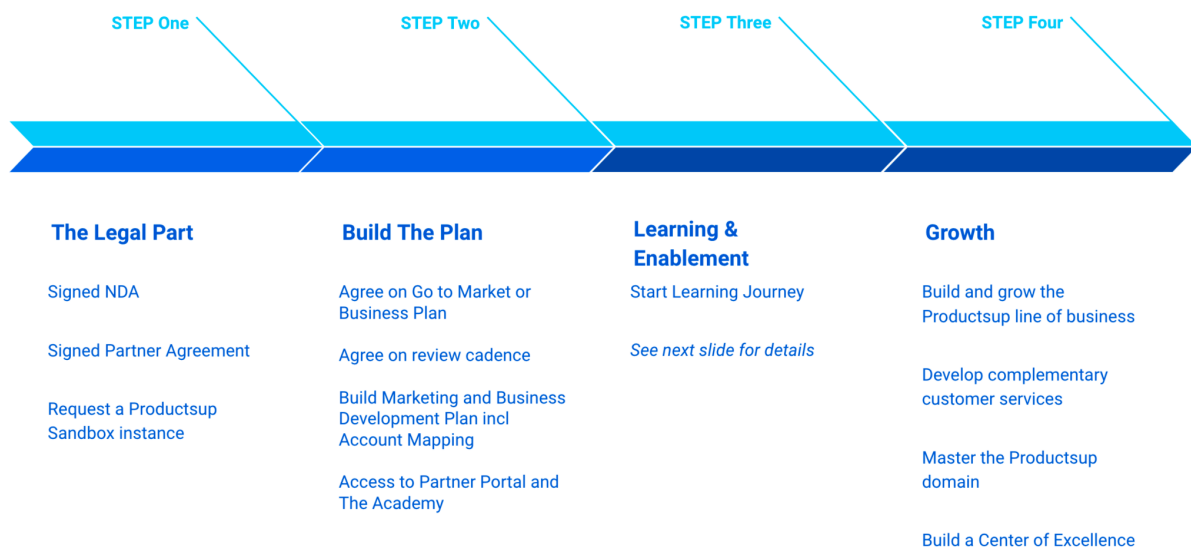 STEP One
STEP Two
STEP Three
STEP Four
The Legal Part
Signed NDA
Signed Partner Agreement
Request a Productsup
Sandbox instance
Build The Plan
Agree on Go to Market or
Business Plan
Agree on review cadence
Build Marketing and Business
Development Plan incl
Account Mapping
Access to Partner Portal and
The Academy
Learning &
Enablement
Start Learning Journey
See next slide for details
Growth
Build and grow the
Productsup line of business
Develop complementary
customer services
Master the Productsup
domain
Build a Center of Excellence